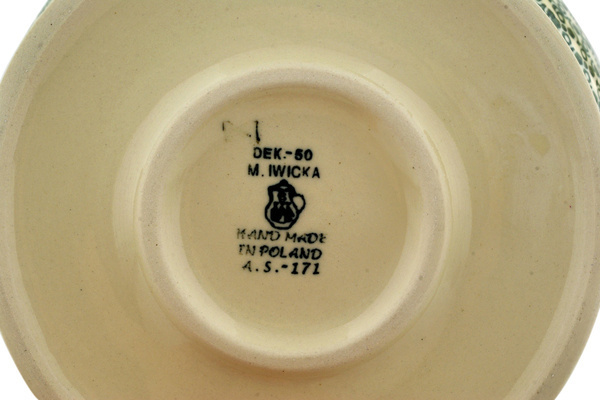 DEK.-60
M. IWICKA
HAND MADE
IN POLAND
A.S.-171